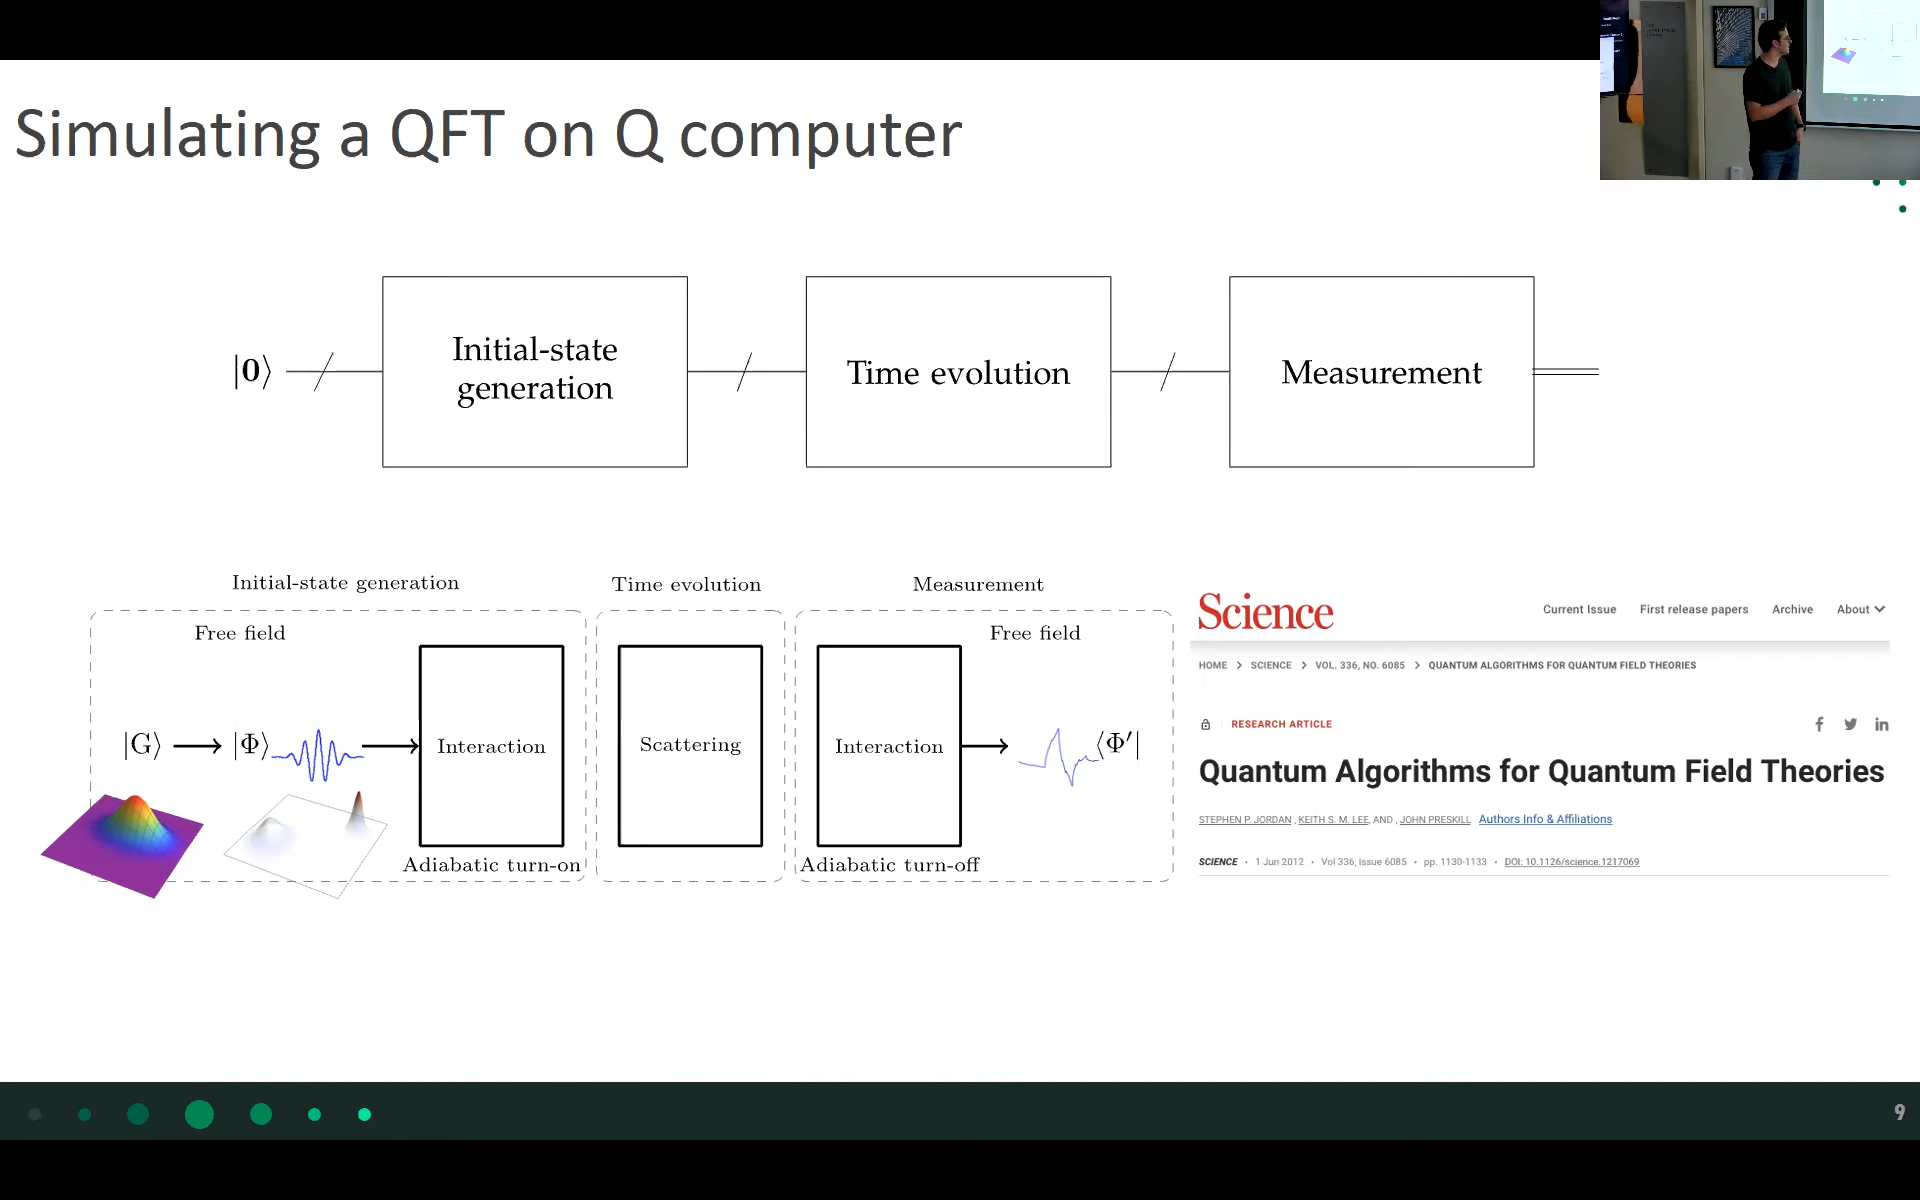 Simulating a QFT on Q computer
|0⟩
Initial-state
generation
Time evolution
Measurement
Initial-state generation
Time evolution
Measurement
Free field
Free field
|G⟩
|Φ⟩
Interaction
Scattering
Interaction
⟨Φ′|
Adiabatic turn-on
Adiabatic turn-off
Science
Current Issue First release papers Archive About
HOME > SCIENCE > VOL. 336, NO. 6085 > QUANTUM ALGORITHMS FOR QUANTUM FIELD THEORIES
RESEARCH ARTICLE
f in
Quantum Algorithms for Quantum Field Theories
STEPHEN P. JORDAN , KEITH S. M. LEE, AND , JOHN PRESKILL Authors Info & Affiliations
SCIENCE • 1 Jun 2012 • Vol 336, Issue 6085 • pp. 1130-1133 • DOI: 10.1126/science.1217069
9